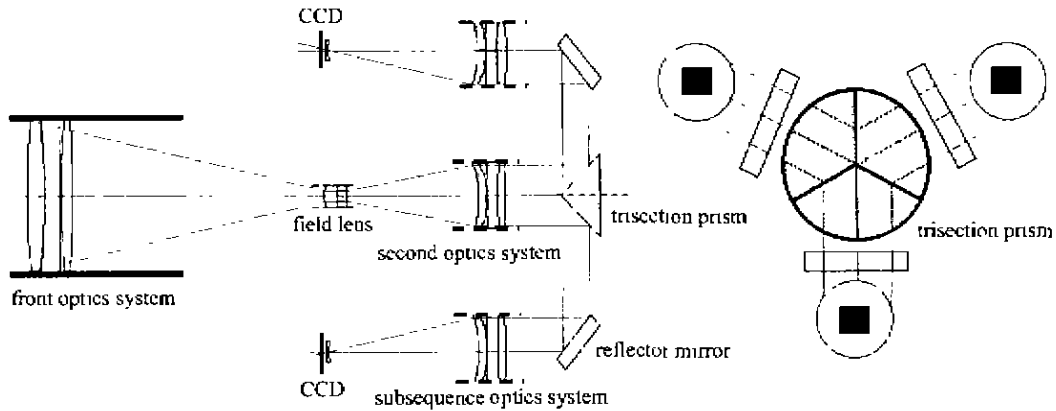 CCD
front optics system
field lens
second optics system
trisection prism
trisection prism
CCD
reflector mirror
subsequence optics system